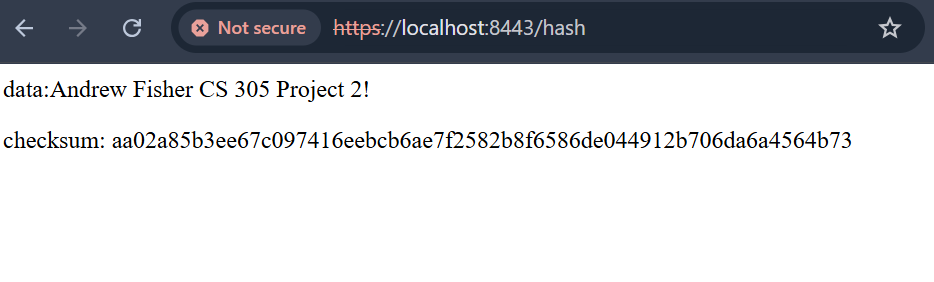 Not secure https://localhost:8443/hash
data:Andrew Fisher CS 305 Project 2!
checksum: aa02a85b3ee67c097416eebcb6ae7f2582b8f6586de044912b706da6a4564b73